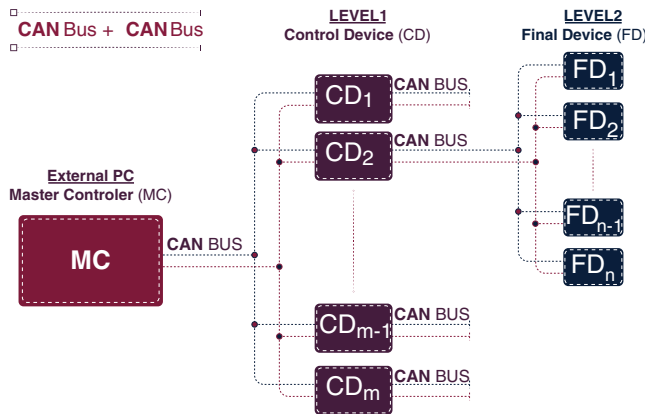 CAN Bus + CAN Bus
LEVEL1
Control Device (CD)
LEVEL2
Final Device (FD)
CD1
CAN BUS
CD2
CAN BUS
FD1
FD2
External PC
Master Controler (MC)
MC
CAN BUS
FDn-1
FDn
CDm-1
CAN BUS
CDm
CAN BUS